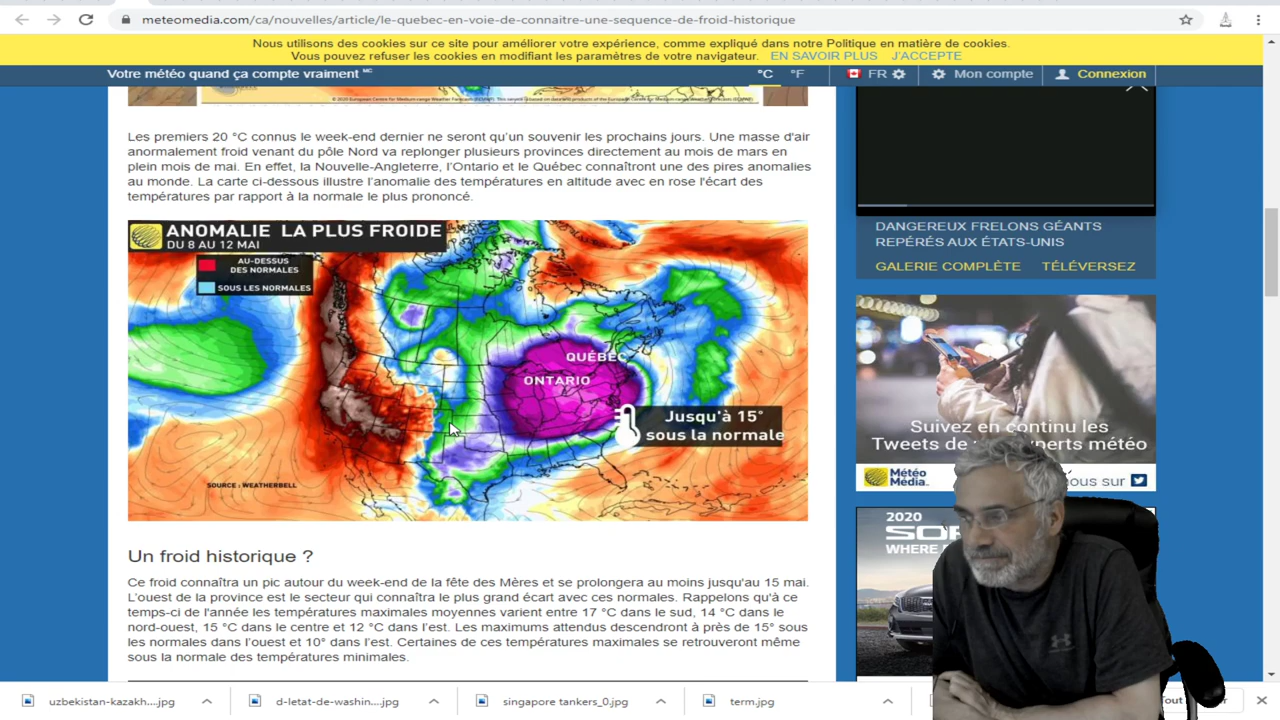 meteomedia.com/ca/nouvelles/article/le-quebec-en-voie-de-connaitre-une-sequence-de-froid-historique
Nous utilisons des cookies sur ce site pour améliorer votre expérience, comme expliqué dans notre Politique en matière de cookies.
Vous pouvez refuser les cookies en modifiant les paramètres de votre navigateur. EN SAVOIR PLUS J'ACCEPTE
Votre météo quand ça compte vraiment MC
°C °F FR Mon compte Connexion
Les premiers 20 °C connus le week-end dernier ne seront qu'un souvenir les prochains jours. Une masse d'air
anormalement froid venant du pôle Nord va replonger plusieurs provinces directement au mois de mars en
plein mois de mai. En effet, la Nouvelle-Angleterre, l'Ontario et le Québec connaîtront une des pires anomalies
au monde. La carte ci-dessous illustre l'anomalie des températures en altitude avec en rose l'écart des
températures par rapport à la normale le plus prononcé.
ANOMALIE LA PLUS FROIDE
DU 8 AU 12 MAI
AU-DESSUS
DES NORMALES
SOUS LES NORMALES
QUÉBEC
ONTARIO
Jusqu'à 15°
sous la normale
SOURCE : WEATHERBELL
Un froid historique ?
Ce froid connaîtra un pic autour du week-end de la fête des Mères et se prolongera au moins jusqu'au 15 mai.
L'ouest de la province est le secteur qui connaîtra le plus grand écart avec ces normales. Rappelons qu'à ce
temps-ci de l'année les températures maximales moyennes varient entre 17 °C dans le sud, 14 °C dans le
nord-ouest, 15 °C dans le centre et 12 °C dans l'est. Les maximums attendus descendront à près de 15° sous
les normales dans l'ouest et 10° dans l'est. Certaines de ces températures maximales se retrouveront même
sous la normale des températures minimales.
DANGEREUX FRELONS GÉANTS
REPÉRÉS AUX ÉTATS-UNIS
GALERIE COMPLÈTE TÉLÉVERSEZ
Suivez en continu les
Tweets de météo
Météo
Média
sur
2020
WHERE
UNDER ARMOUR
uzbekistan-kazakh....jpg
d-letat-de-washin....jpg
singapore tankers_0.jpg
term.jpg
Tout